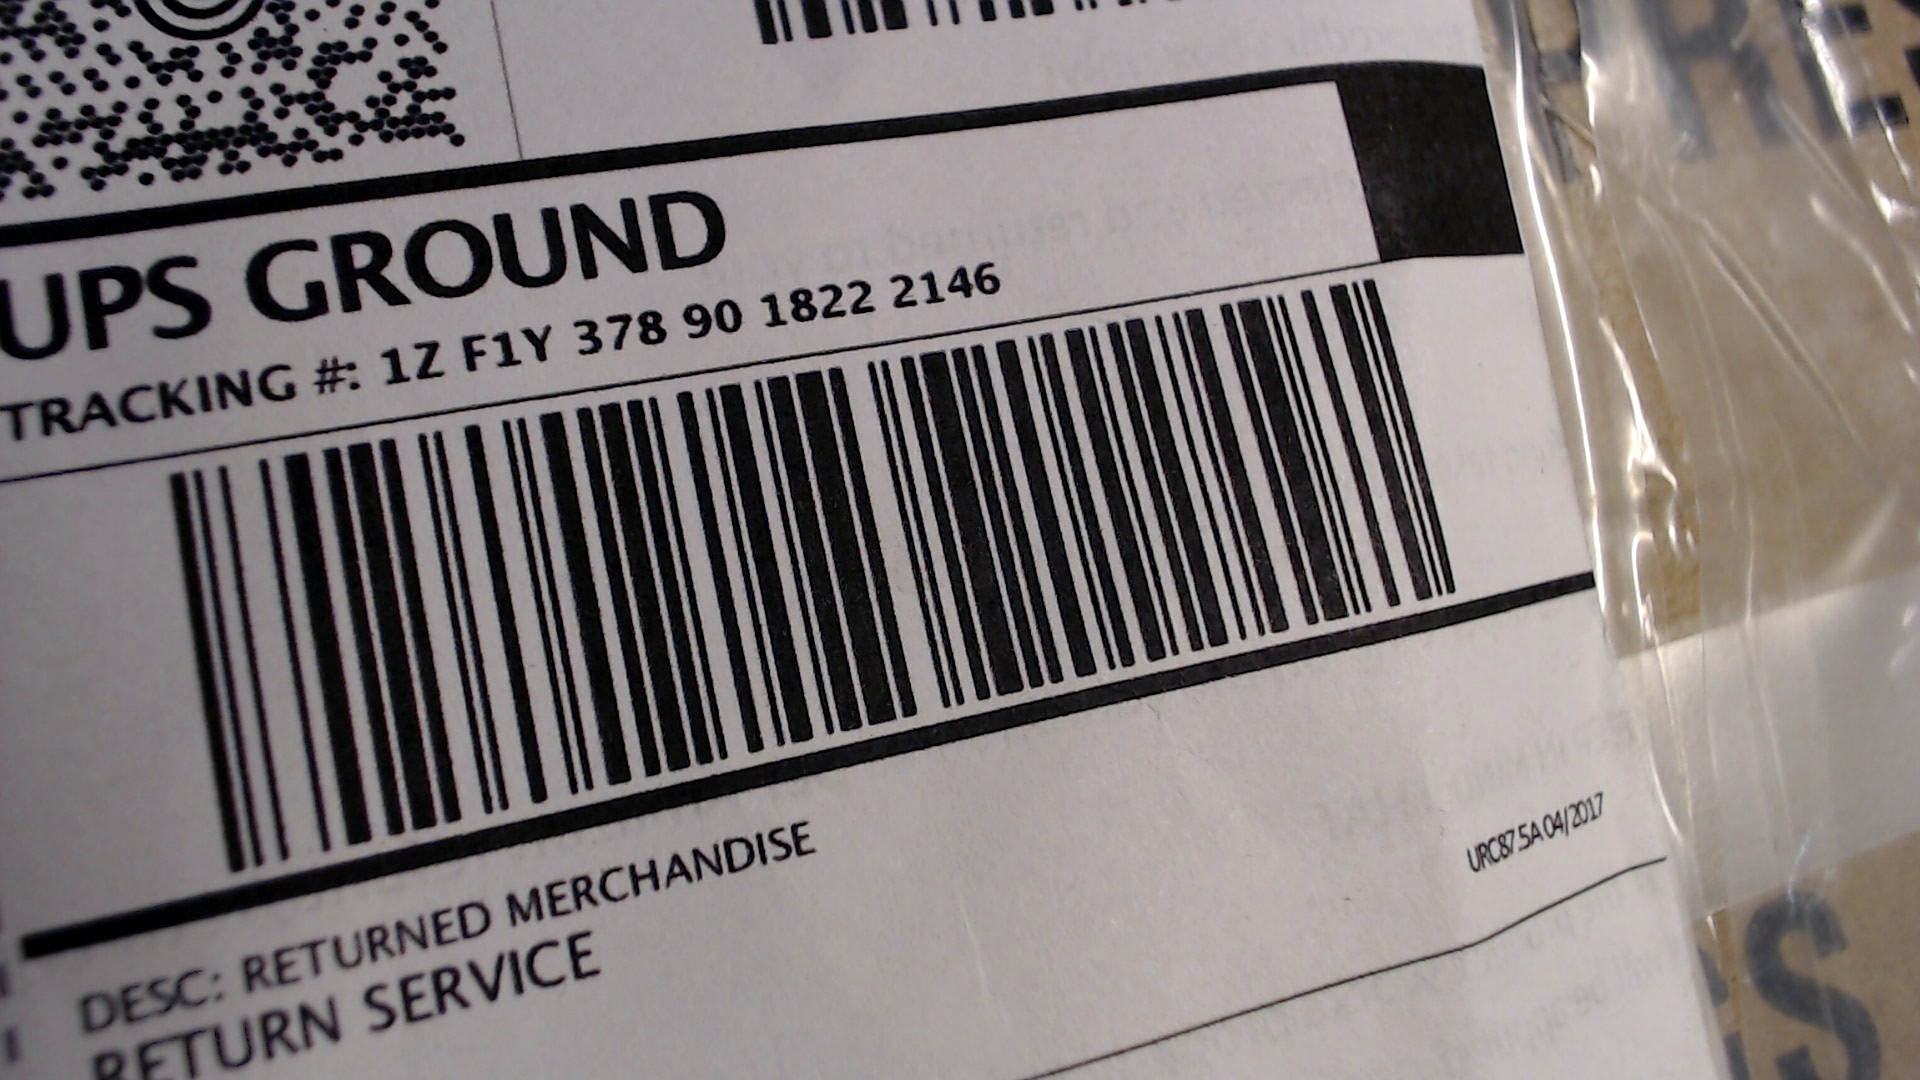 UPS GROUND
TRACKING #: 1Z F1Y 378 90 1822 2146
DESC: RETURNED MERCHANDISE
RETURN SERVICE
URC87.5A 04/2017